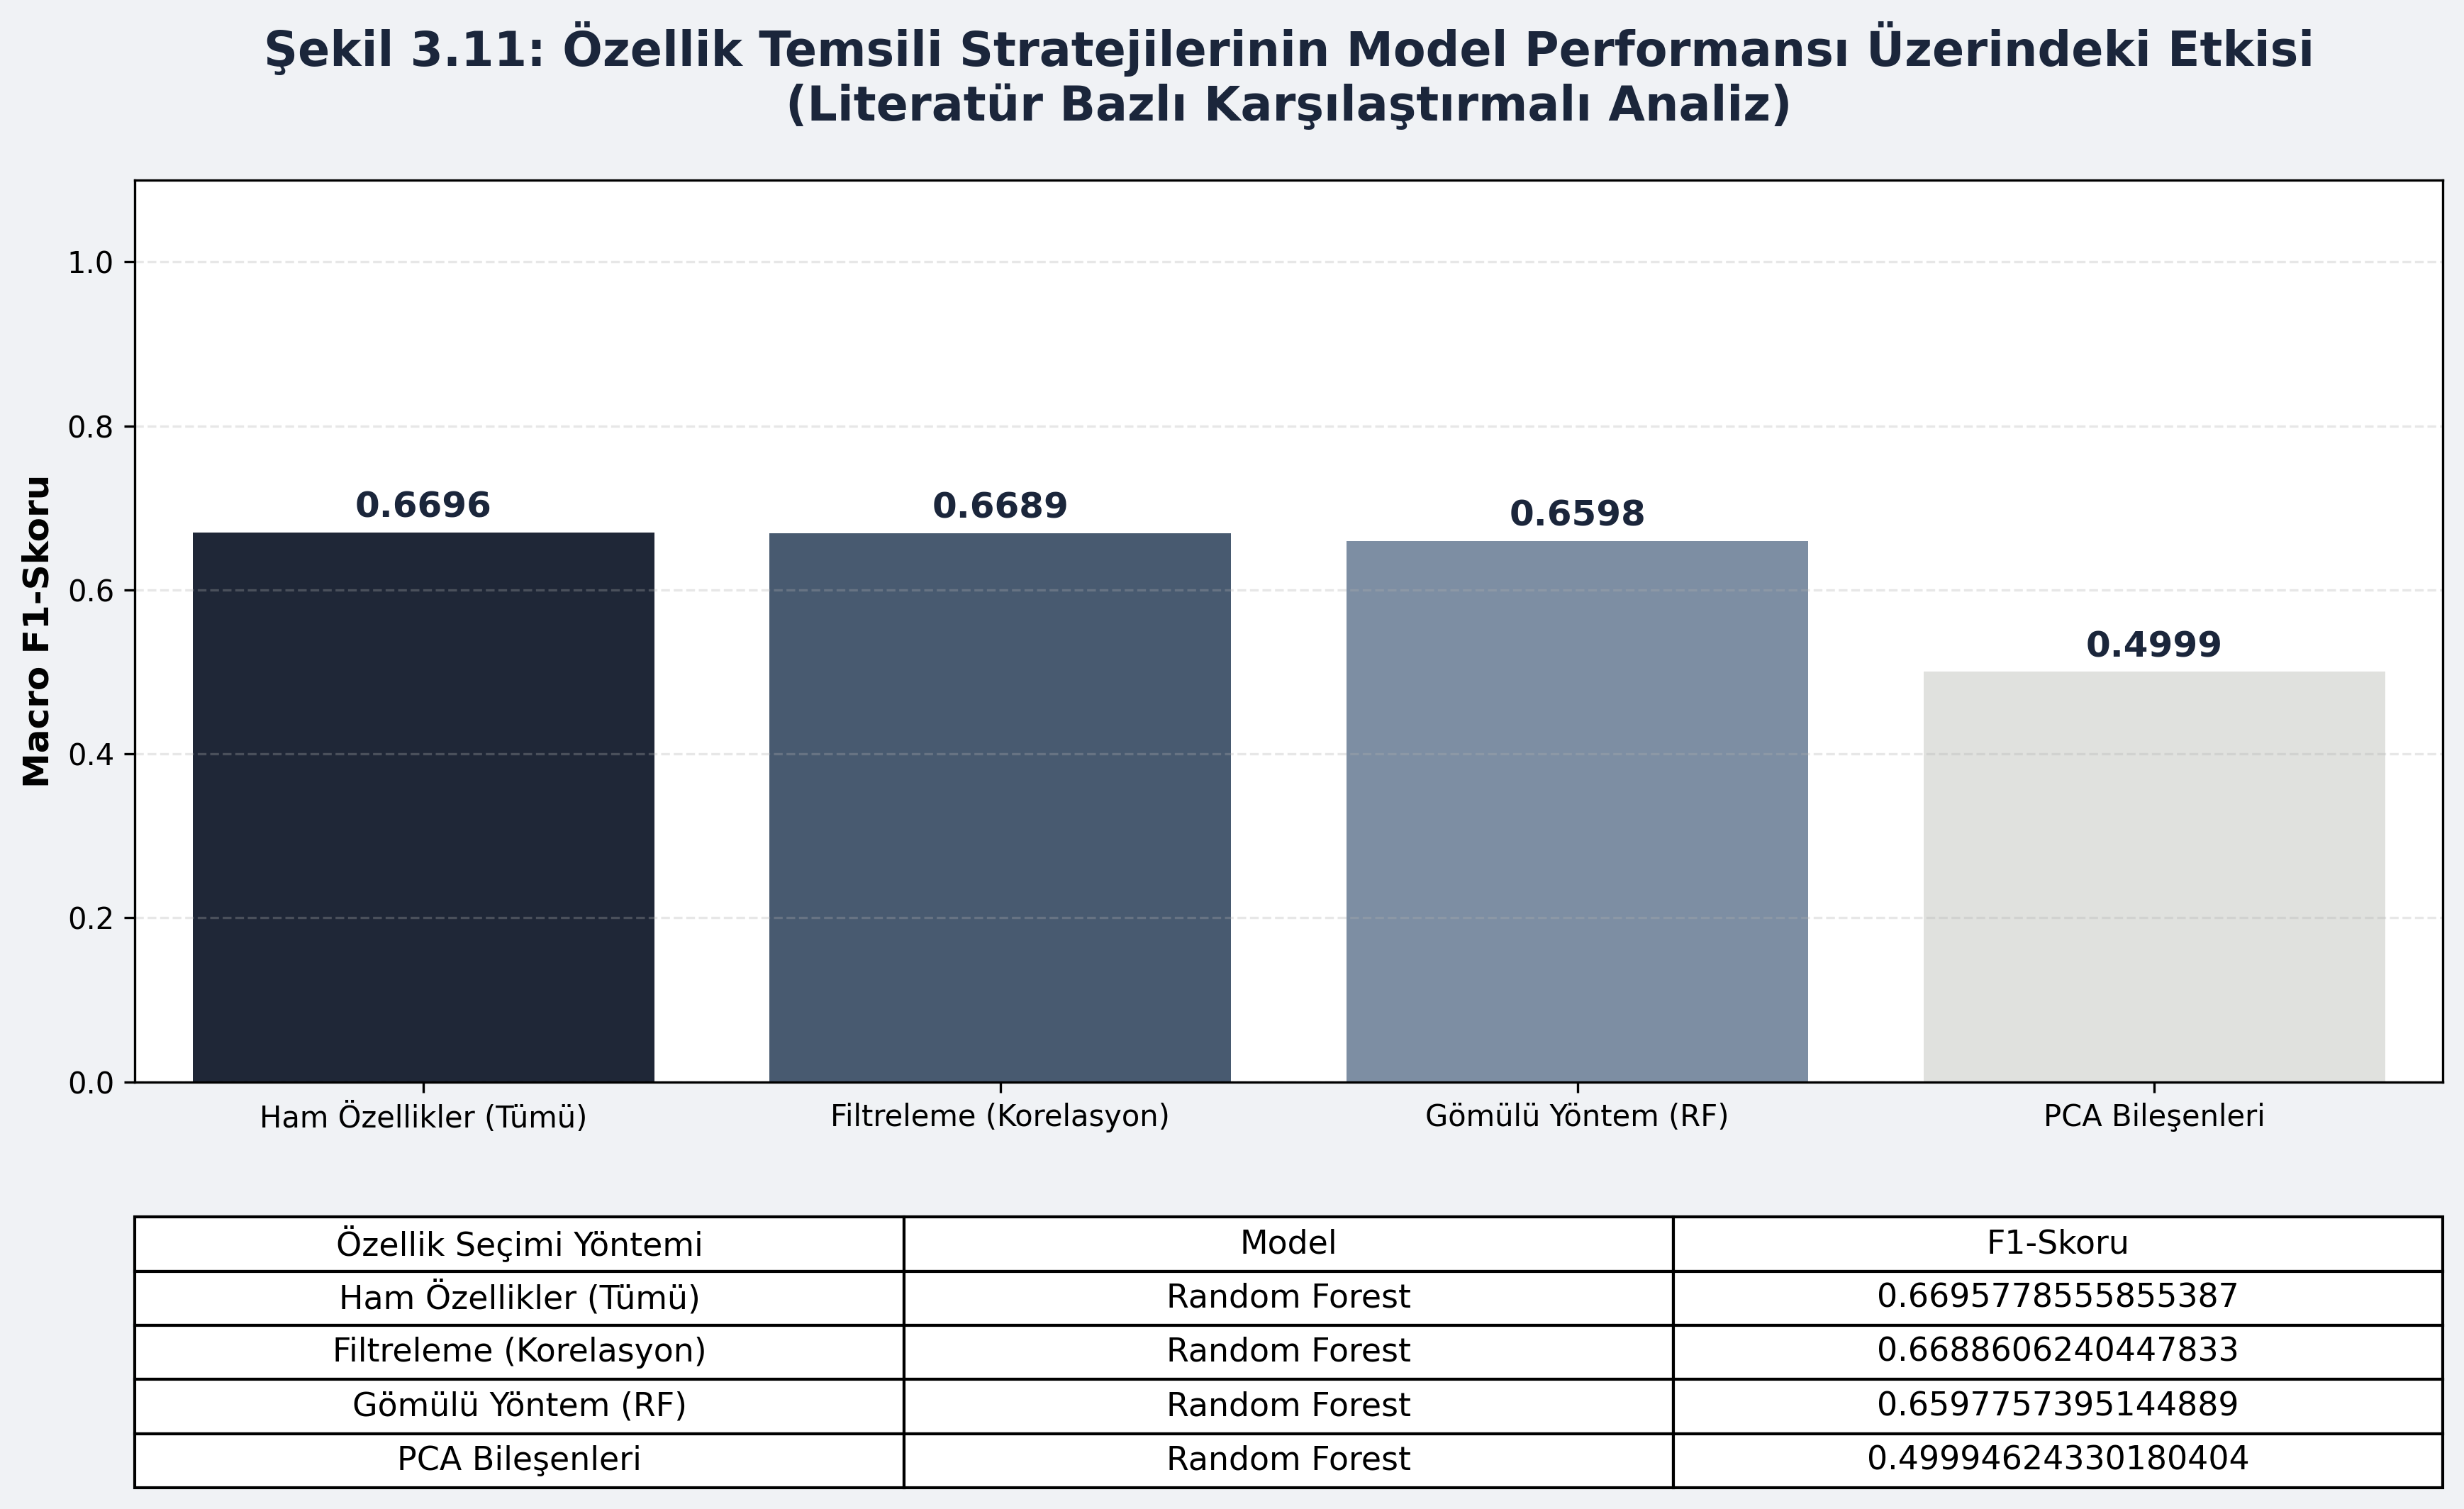 Şekil 3.11: Özellik Temsili Stratejilerinin Model Performansı Üzerindeki Etkisi
(Literatür Bazlı Karşılaştırmalı Analiz)
Macro F1-Skoru
1.0
0.8
0.6
0.4
0.2
0.0
0.6696
0.6689
0.6598
0.4999
Ham Özellikler (Tümü)
Filtreleme (Korelasyon)
Gömülü Yöntem (RF)
PCA Bileşenleri
Özellik Seçimi Yöntemi Model F1-Skoru
Ham Özellikler (Tümü) Random Forest 0.6695778555855387
Filtreleme (Korelasyon) Random Forest 0.6688606240447833
Gömülü Yöntem (RF) Random Forest 0.6597757395144889
PCA Bileşenleri Random Forest 0.49994624330180404